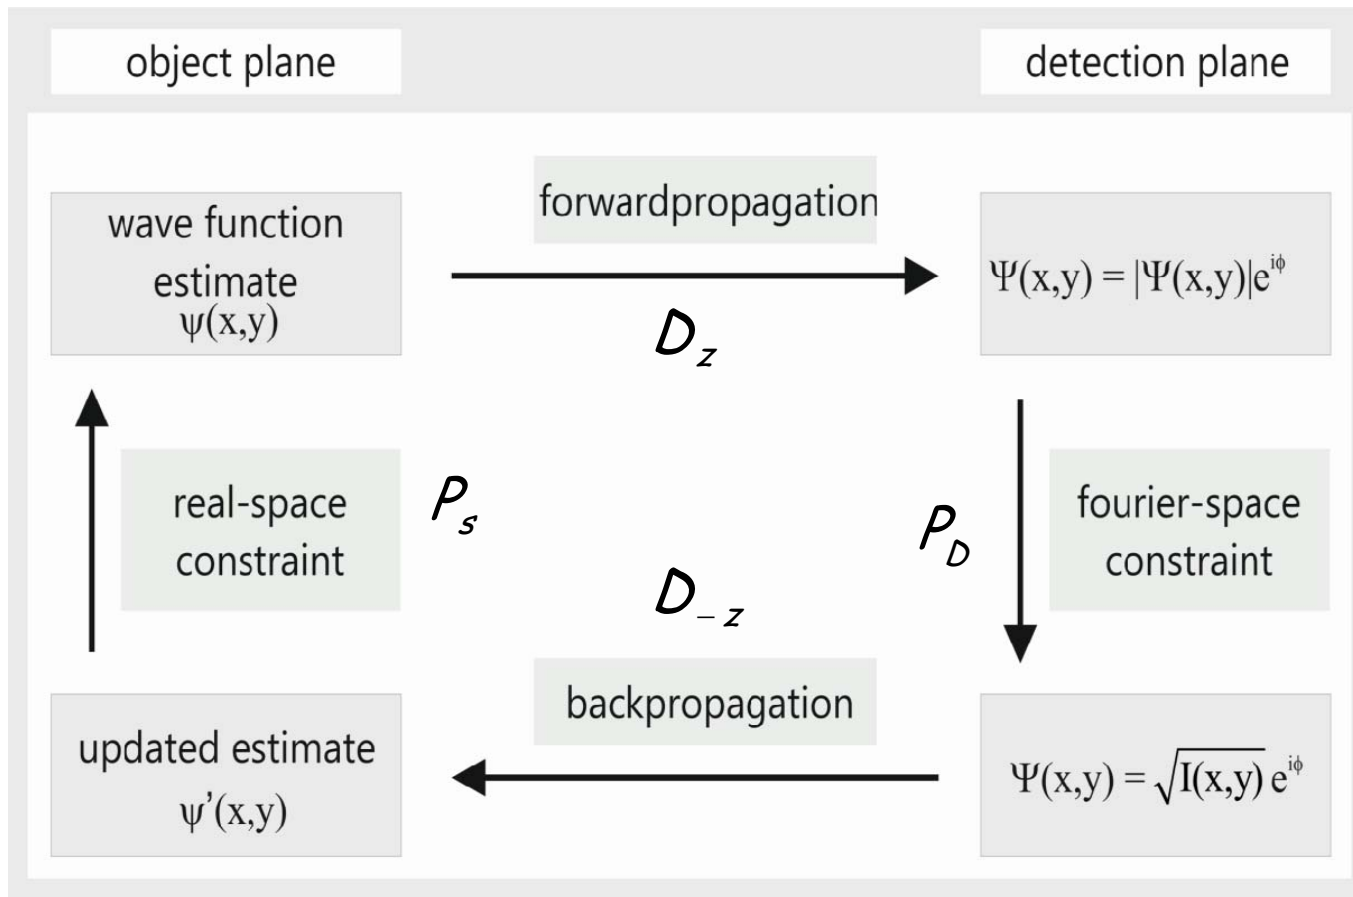 object plane
detection plane
wave function
estimate
ψ(x,y)
forwardpropagation
D_z
Ψ(x,y) = |Ψ(x,y)|e^{iϕ}
real-space
constraint
P_s
P_D
fourier-space
constraint
D_{-z}
backpropagation
updated estimate
ψ'(x,y)
Ψ(x,y) = √I(x,y) e^{iϕ}